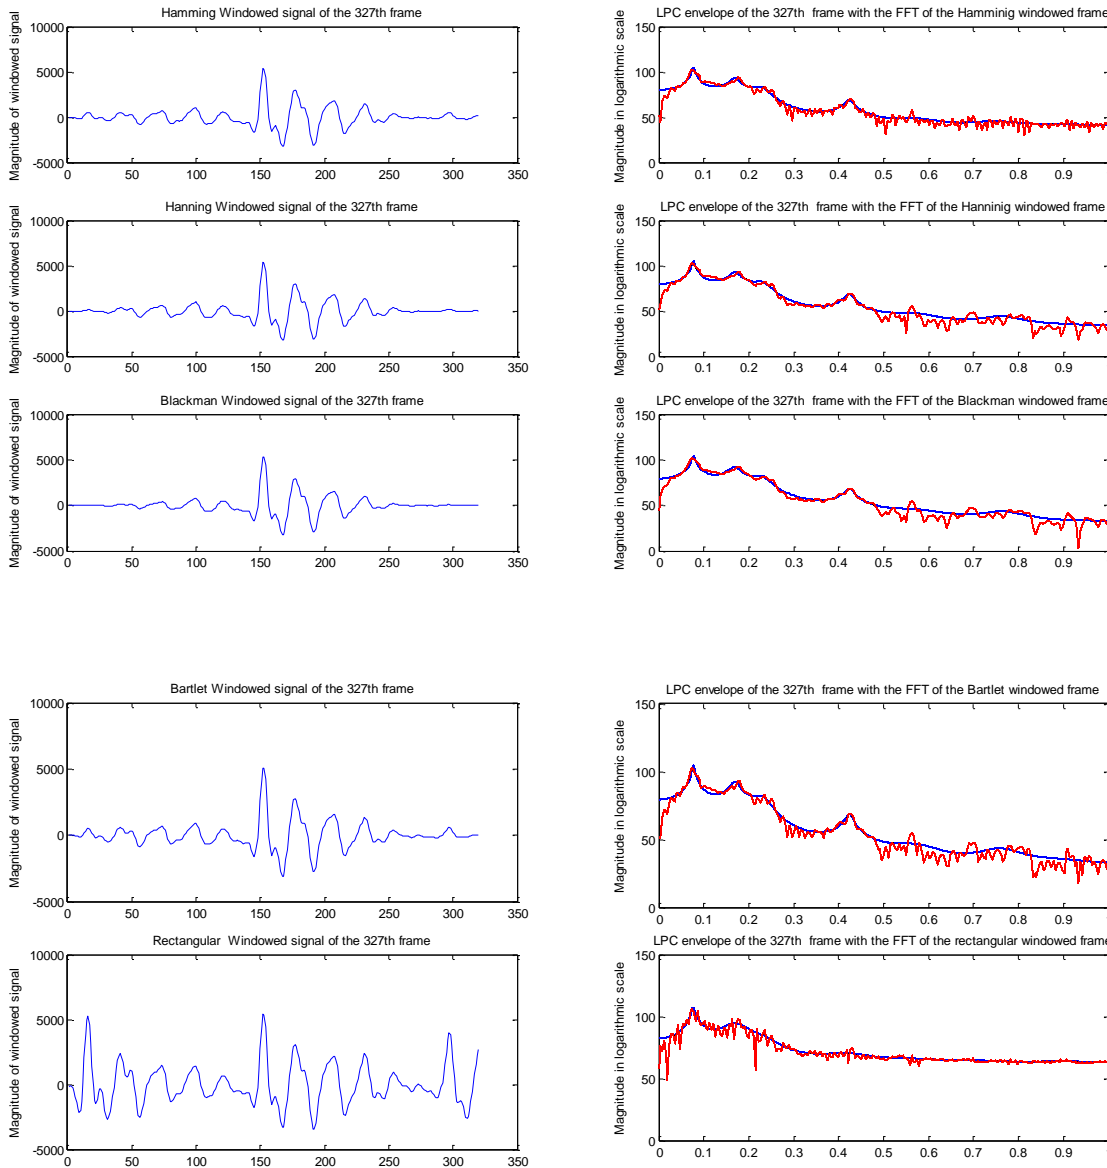 Hamming Windowed signal of the 327th frame
Magnitude of windowed signal
10000
5000
0
-5000
0 50 100 150 200 250 300 350
LPC envelope of the 327th frame with the FFT of the Hamminig windowed frame
Magnitude in logarithmic scale
150
100
50
0
0 0.1 0.2 0.3 0.4 0.5 0.6 0.7 0.8 0.9
Hanning Windowed signal of the 327th frame
Magnitude of windowed signal
10000
5000
0
-5000
0 50 100 150 200 250 300 350
LPC envelope of the 327th frame with the FFT of the Hanninig windowed frame
Magnitude in logarithmic scale
150
100
50
0
0 0.1 0.2 0.3 0.4 0.5 0.6 0.7 0.8 0.9
Blackman Windowed signal of the 327th frame
Magnitude of windowed signal
10000
5000
0
-5000
0 50 100 150 200 250 300 350
LPC envelope of the 327th frame with the FFT of the Blackman windowed frame
Magnitude in logarithmic scale
150
100
50
0
0 0.1 0.2 0.3 0.4 0.5 0.6 0.7 0.8 0.9
Bartlet Windowed signal of the 327th frame
Magnitude of windowed signal
10000
5000
0
-5000
0 50 100 150 200 250 300 350
LPC envelope of the 327th frame with the FFT of the Bartlet windowed frame
Magnitude in logarithmic scale
150
100
50
0
0 0.1 0.2 0.3 0.4 0.5 0.6 0.7 0.8 0.9
Rectangular Windowed signal of the 327th frame
Magnitude of windowed signal
10000
5000
0
-5000
0 50 100 150 200 250 300 350
LPC envelope of the 327th frame with the FFT of the rectangular windowed frame
Magnitude in logarithmic scale
150
100
50
0
0 0.1 0.2 0.3 0.4 0.5 0.6 0.7 0.8 0.9